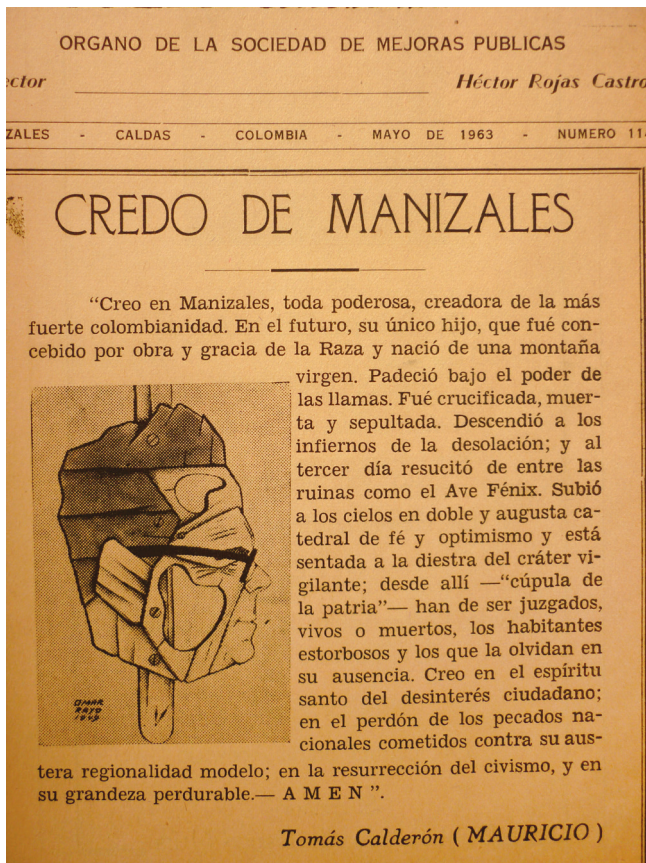 ORGANO DE LA SOCIEDAD DE MEJORAS PUBLICAS
Héctor Rojas Castro
CALDAS - COLOMBIA - MAYO DE 1963 - NUMERO
CREDO DE MANIZALES
"Creo en Manizales, toda poderosa, creadora de la más
fuerte colombianidad. En el futuro, su único hijo, que fué con-
cebido por obra y gracia de la Raza y nació de una montaña
virgen. Padeció bajo el poder de
las llamas. Fué crucificada, muer-
ta y sepultada. Descendió a los
infiernos de la desolación; y al
tercer día resucitó de entre las
ruinas como el Ave Fénix. Subió
a los cielos en doble y augusta ca-
tedral de fé y optimismo y está
sentada a la diestra del cráter vi-
gilante; desde allí —"cúpula de
la patria"— han de ser juzgados,
vivos o muertos, los habitantes
estorbosos y los que la olvidan en
su ausencia. Creo en el espíritu
santo del desinterés ciudadano;
en el perdón de los pecados na-
cionales cometidos contra su aus-
tera regionalidad modelo; en la resurrección del civismo, y en
su grandeza perdurable.— A M E N ".
OMAR
RAYO
1949
Tomás Calderón ( MAURICIO )